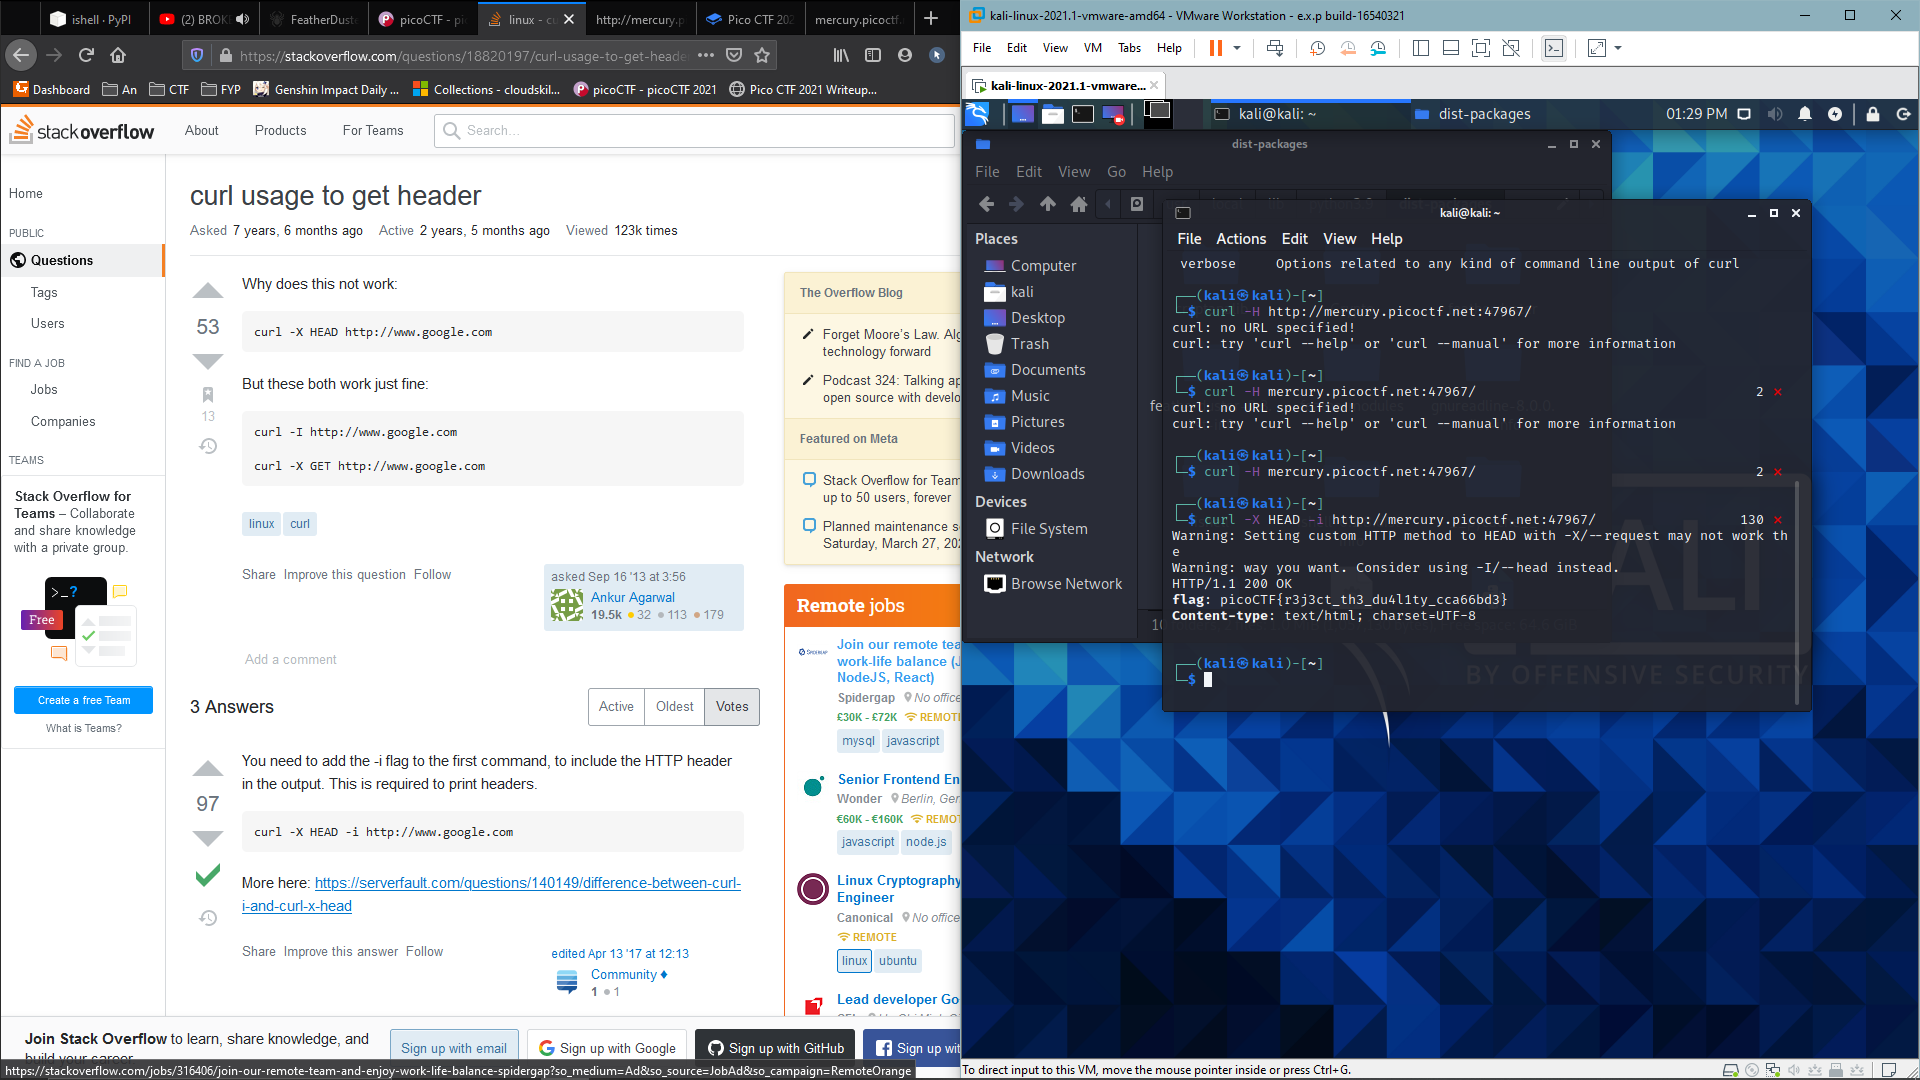 ishell · PyPI
(2) BROK
FeatherDuste
picoCTF - pi
linux - cu
http://mercury.p
Pico CTF 202
mercury.picoctf.
https://stackoverflow.com/questions/18820197/curl-usage-to-get-heade
Dashboard
An
CTF
FYP
Genshin Impact Daily ...
Collections - cloudskil...
picoCTF - picoCTF 2021
Pico CTF 2021 Writeup...
stackoverflow
About
Products
For Teams
Search...
Home
PUBLIC
Questions
Tags
Users
FIND A JOB
Jobs
Companies
TEAMS
Stack Overflow for
Teams – Collaborate
and share knowledge
with a private group.
>_?
Free
Create a free Team
What is Teams?
curl usage to get header
Asked 7 years, 6 months ago Active 2 years, 5 months ago Viewed 123k times
53
13
Why does this not work:
curl -X HEAD http://www.google.com
But these both work just fine:
curl -I http://www.google.com
curl -X GET http://www.google.com
linux curl
Share Improve this question Follow
asked Sep 16 '13 at 3:56
Ankur Agarwal
19.5k 32 113 179
Add a comment
3 Answers
Active Oldest Votes
97
You need to add the -i flag to the first command, to include the HTTP header
in the output. This is required to print headers.
curl -X HEAD -i http://www.google.com
More here: https://serverfault.com/questions/140149/difference-between-curl-
i-and-curl-x-head
Share Improve this answer Follow
edited Apr 13 '17 at 12:13
Community ♦
1 1
The Overflow Blog
Forget Moore's Law. Alg
technology forward
Podcast 324: Talking ap
open source with develo
Featured on Meta
Stack Overflow for Team
up to 50 users, forever
Planned maintenance s
Saturday, March 27, 202
Remote jobs
Join our remote tea
work-life balance (J
NodeJS, React)
Spidergap No office
£30K - £72K REMOTE
mysql javascript
Senior Frontend En
Wonder Berlin, Ger
€60K - €160K REMOT
javascript node.js
Linux Cryptography
Engineer
Canonical No office
REMOTE
linux ubuntu
Lead developer Go
Join Stack Overflow to learn, share knowledge, and
build your career.
Sign up with email
Sign up with Google
Sign up with GitHub
Sign up wit
https://stackoverflow.com/jobs/316406/join-our-remote-team-and-enjoy-work-life-balance-spidergap?so_medium=Ad&so_source=JobAd&so_campaign=RemoteOrange
kali-linux-2021.1-vmware-amd64 - VMware Workstation - e.x.p build-16540321
File Edit View VM Tabs Help
kali-linux-2021.1-vmware...
kali@kali: ~
dist-packages
01:29 PM
dist-packages
File Edit View Go Help
Places
Computer
kali
Desktop
Trash
Documents
Music
Pictures
Videos
Downloads
Devices
File System
Network
Browse Network
kali@kali: ~
File Actions Edit View Help
verbose Options related to any kind of command line output of curl
┌──(kali㉿kali)-[~]
└─$ curl -H http://mercury.picoctf.net:47967/
curl: no URL specified!
curl: try 'curl --help' or 'curl --manual' for more information
┌──(kali㉿kali)-[~]
└─$ curl -H mercury.picoctf.net:47967/ 2 ⨯
curl: no URL specified!
curl: try 'curl --help' or 'curl --manual' for more information
┌──(kali㉿kali)-[~]
└─$ curl -H mercury.picoctf.net:47967/ 2 ⨯
┌──(kali㉿kali)-[~]
└─$ curl -X HEAD -i http://mercury.picoctf.net:47967/ 130 ⨯
Warning: Setting custom HTTP method to HEAD with -X/--request may not work th
e
Warning: way you want. Consider using -I/--head instead.
HTTP/1.1 200 OK
flag: picoCTF{r3j3ct_th3_du4l1ty_cca66bd3}
Content-type: text/html; charset=UTF-8
┌──(kali㉿kali)-[~]
└─$
KALI
BY OFFENSIVE SECURITY
To direct input to this VM, move the mouse pointer inside or press Ctrl+G.